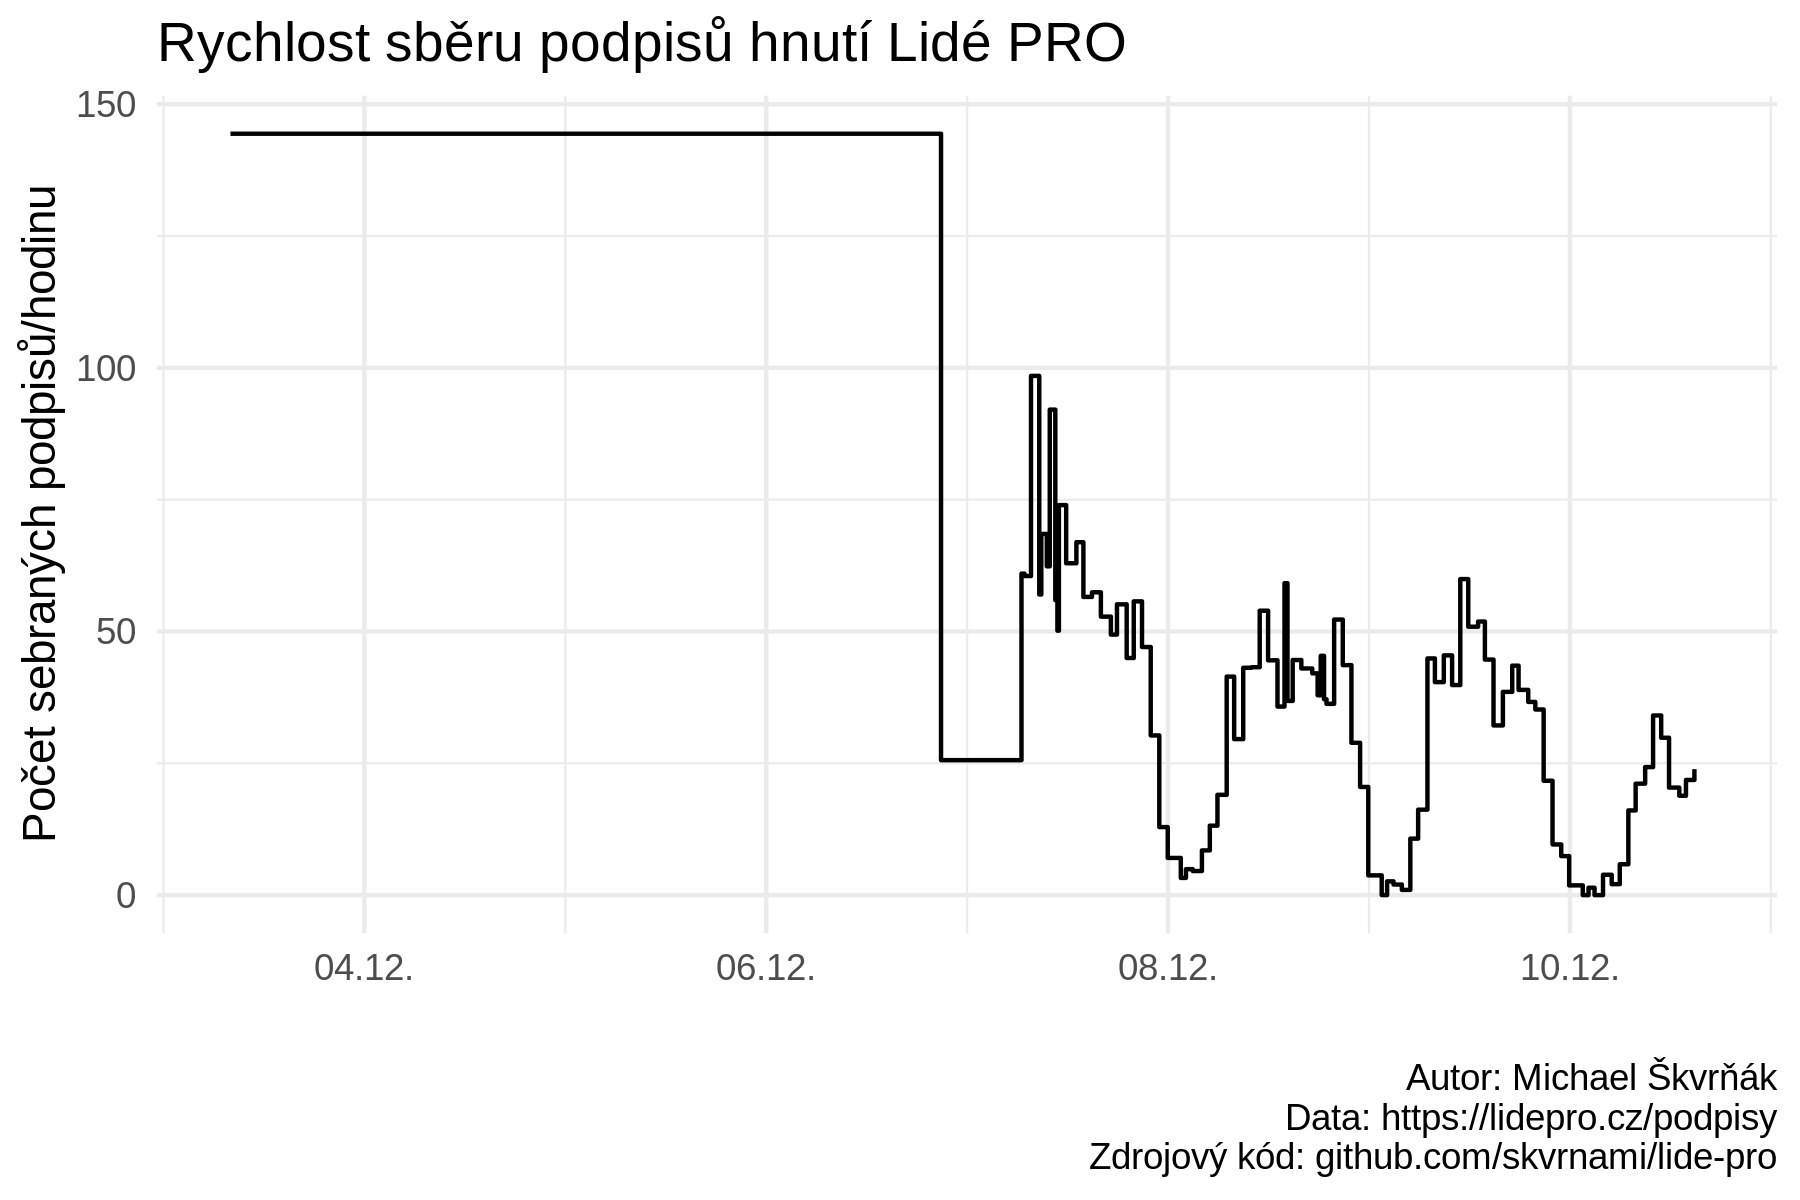 Rychlost sběru podpisů hnutí Lidé PRO
Počet sebraných podpisů/hodinu
150
100
50
0
04.12.
06.12.
08.12.
10.12.
Autor: Michael Škvrňák
Data: https://lidepro.cz/podpisy
Zdrojový kód: github.com/skvrnami/lide-pro